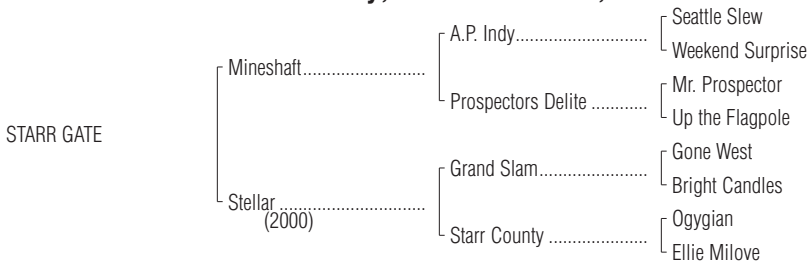 Seattle Slew
A.P. Indy....................................
Weekend Surprise
Mineshaft...........................
Mr. Prospector
Prospectors Delite ...............
Up the Flagpole
STARR GATE
Gone West
Grand Slam.............................
Bright Candles
Stellar ................................
(2000)
Ogygian
Starr County ..........................
Ellie Milove